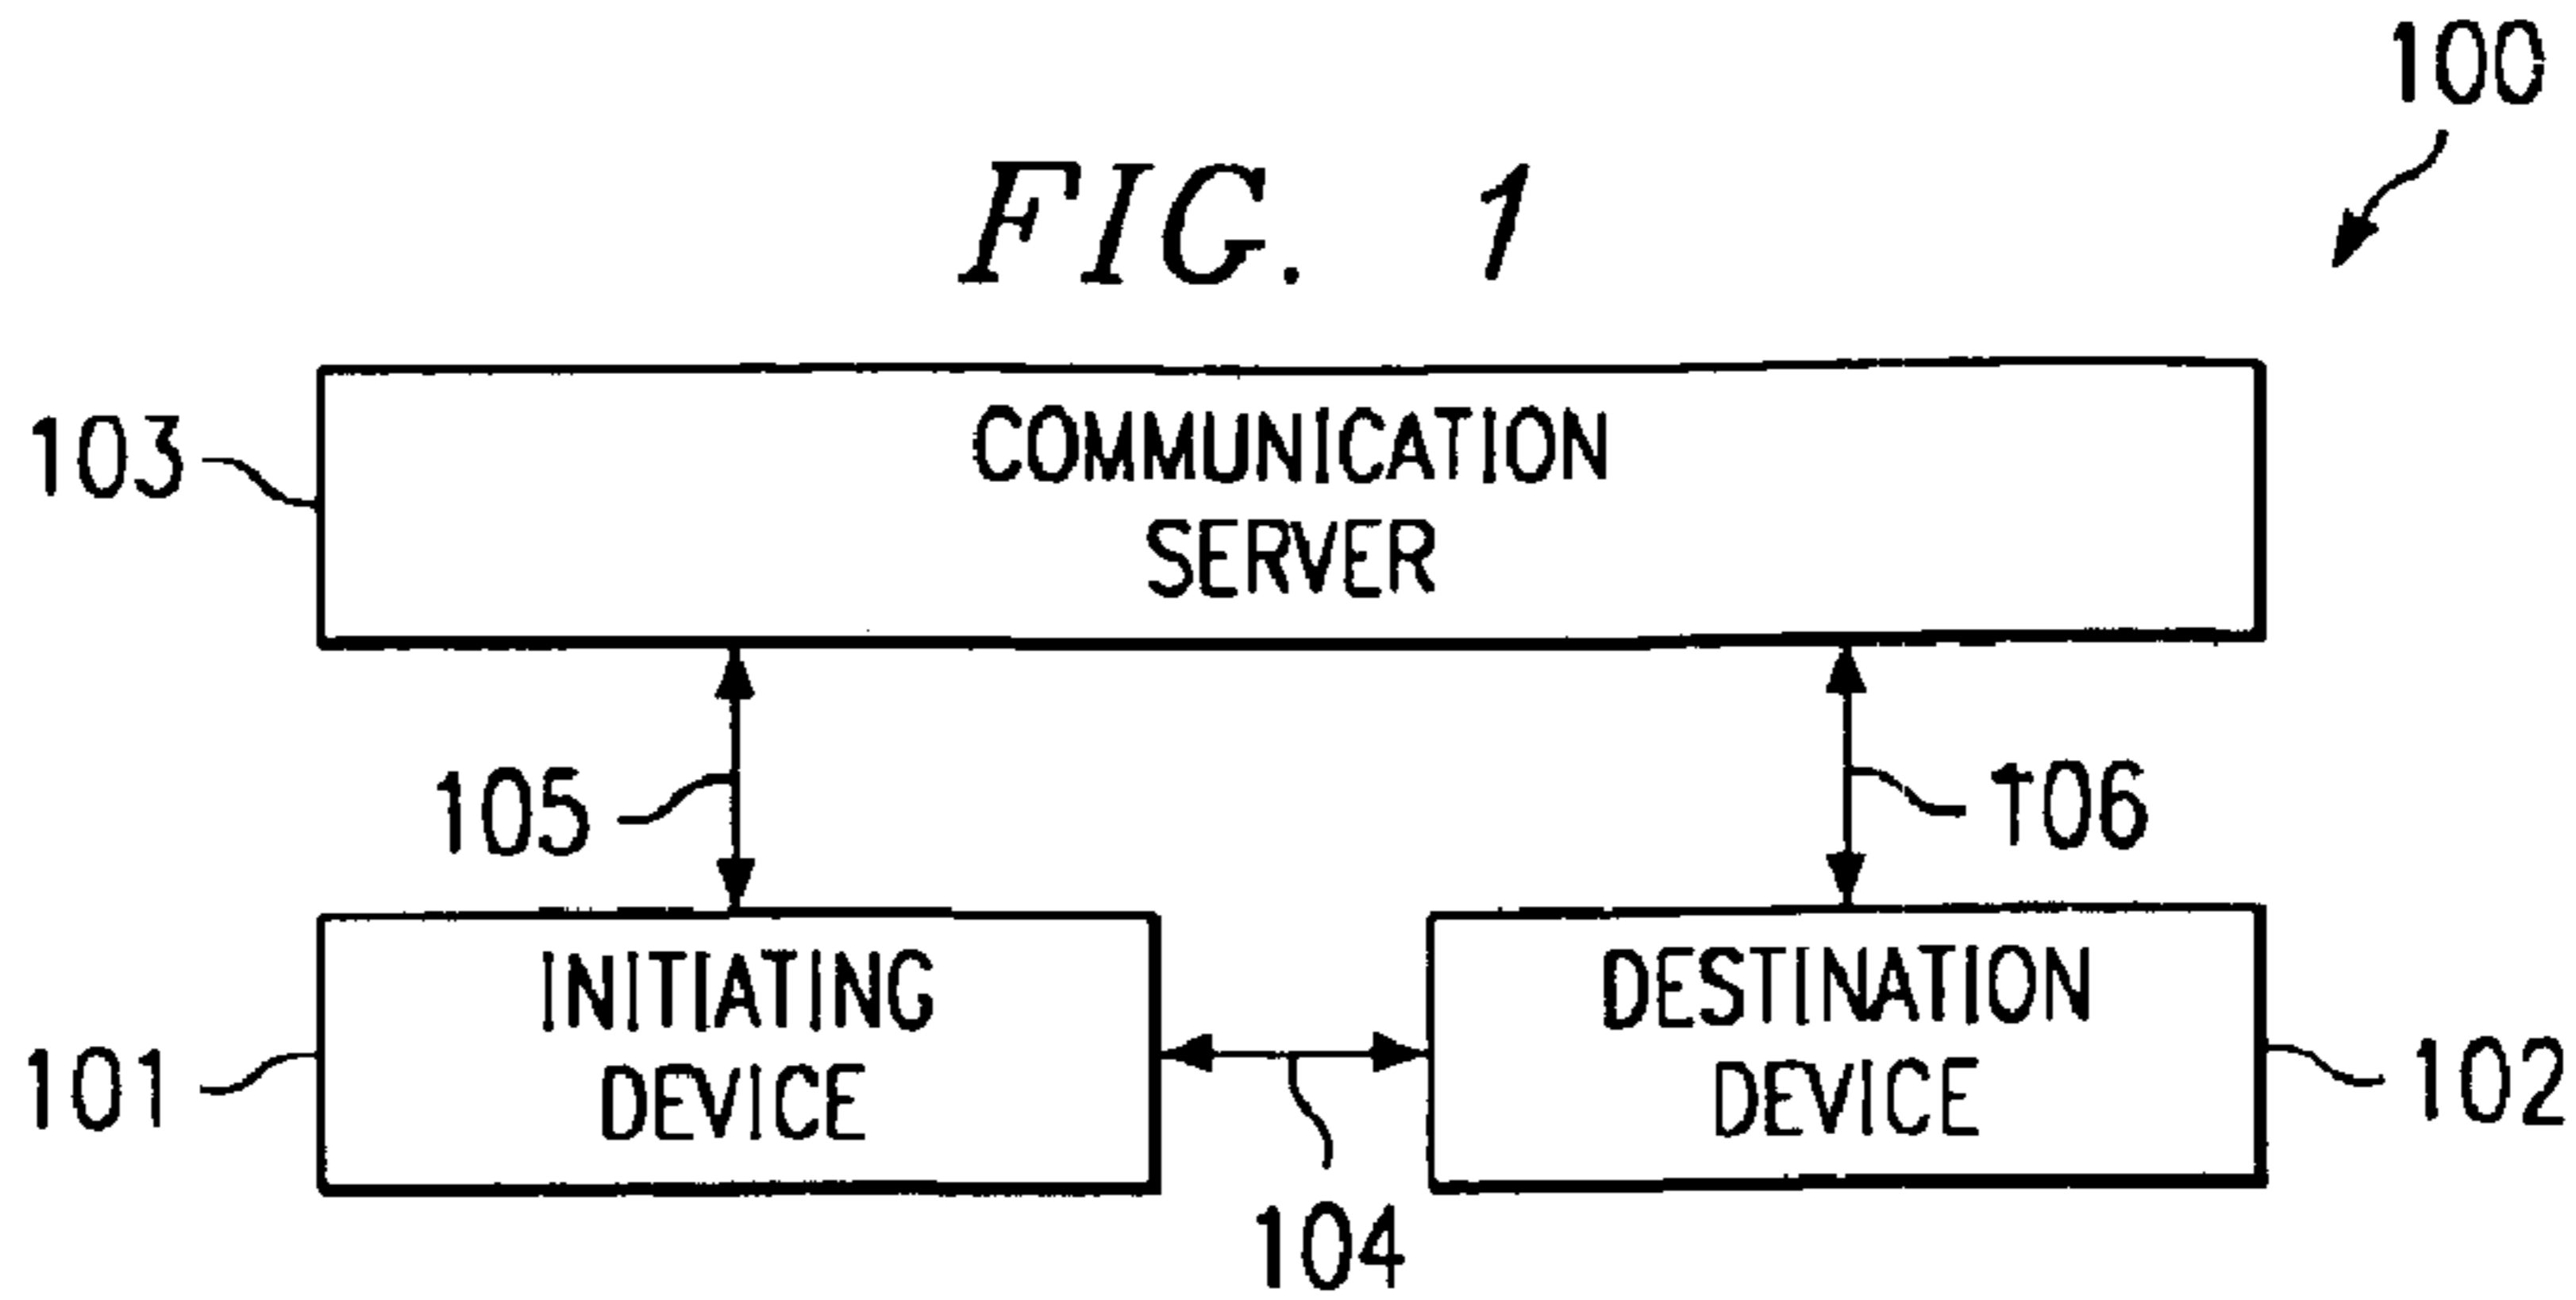 100
FIG. 1
103
COMMUNICATION
SERVER
105
106
INITIATING
DEVICE
DESTINATION
DEVICE
101
102
104